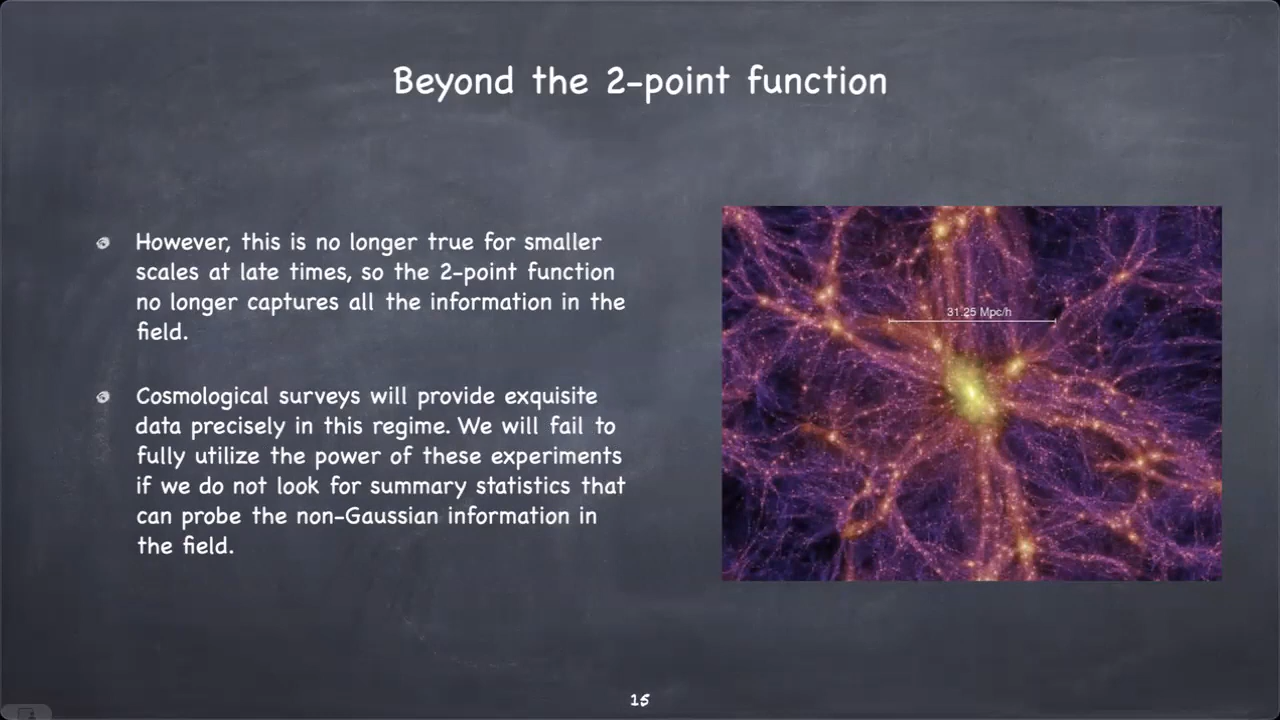 Beyond the 2-point function
However, this is no longer true for smaller
scales at late times, so the 2-point function
no longer captures all the information in the
field.
Cosmological surveys will provide exquisite
data precisely in this regime. We will fail to
fully utilize the power of these experiments
if we do not look for summary statistics that
can probe the non-Gaussian information in
the field.
31.25 Mpc/h
15